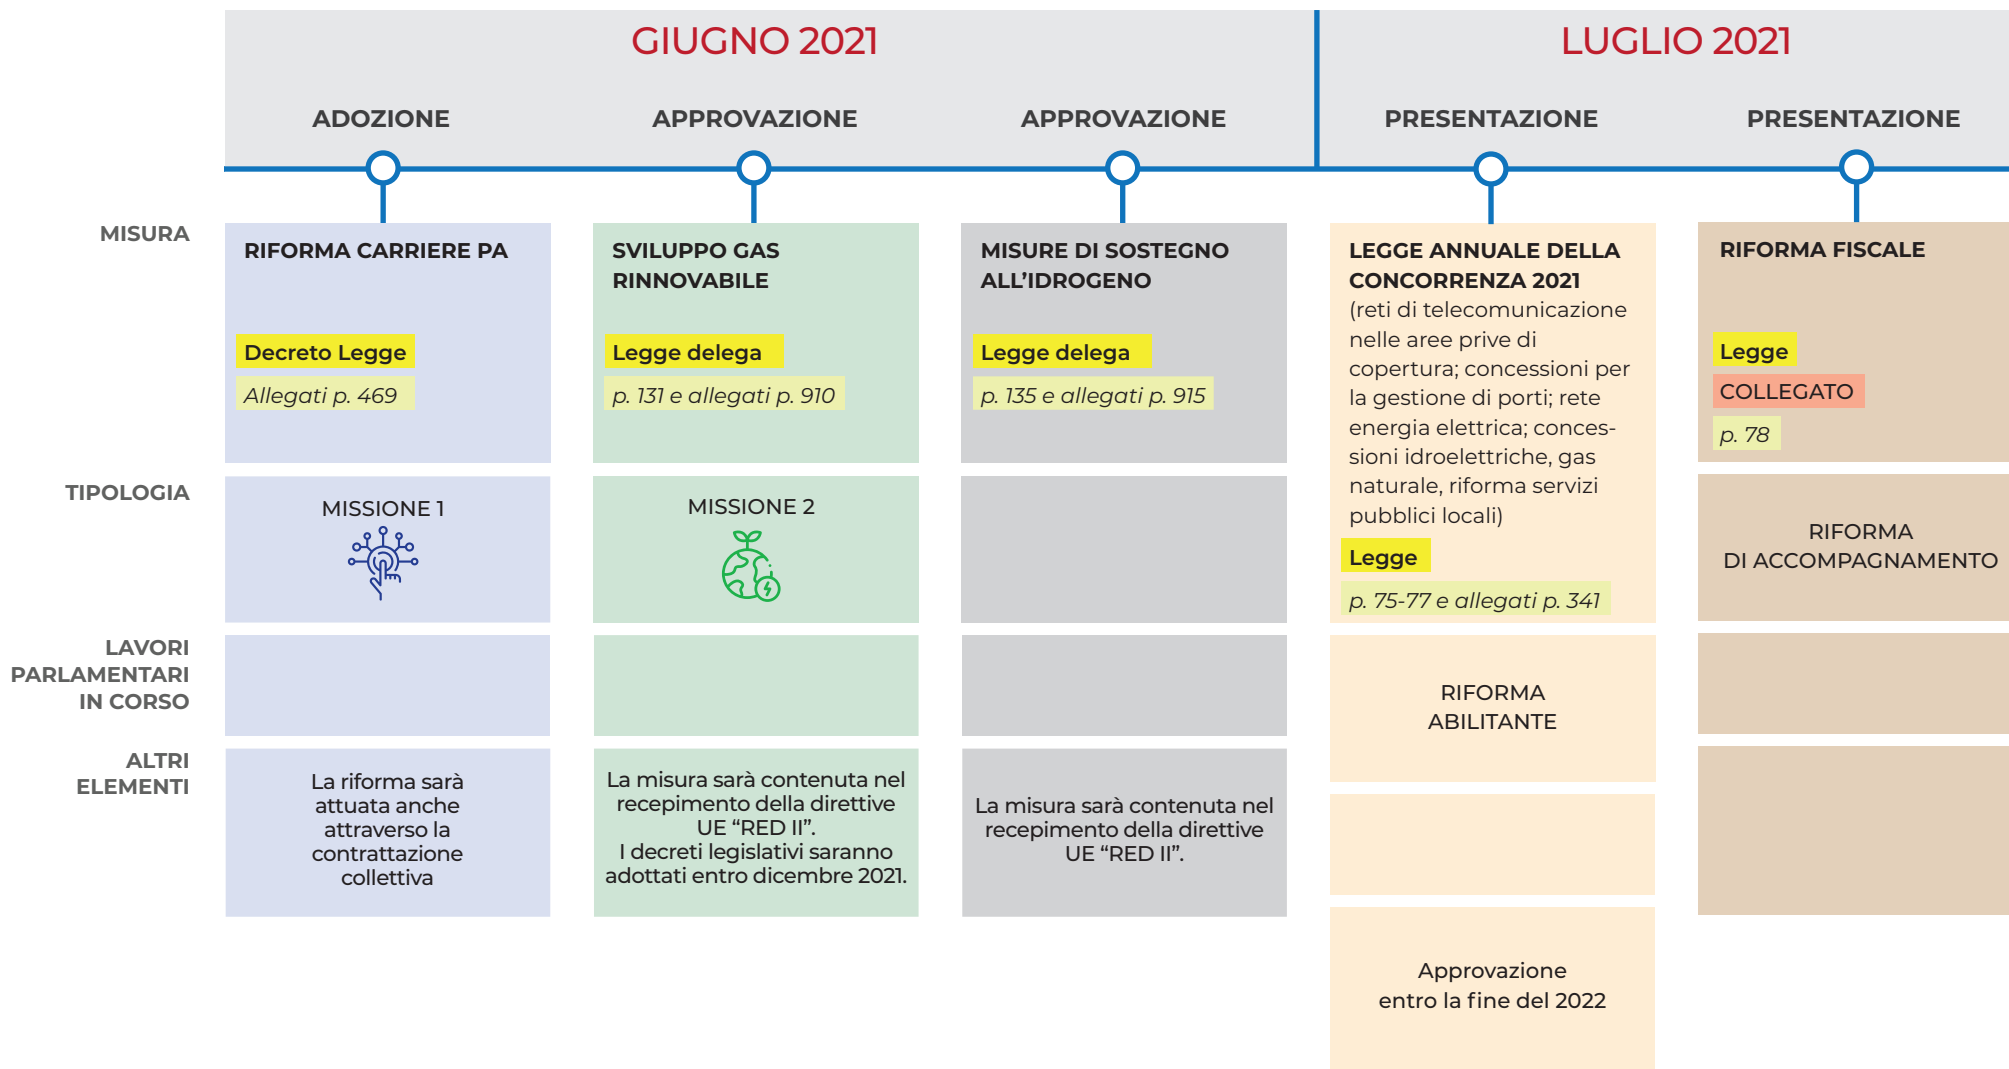 GIUGNO 2021
LUGLIO 2021
ADOZIONE
APPROVAZIONE
APPROVAZIONE
PRESENTAZIONE
PRESENTAZIONE
MISURA
RIFORMA CARRIERE PA
Decreto Legge
Allegati p. 469
SVILUPPO GAS
RINNOVABILE
Legge delega
p. 131 e allegati p. 910
MISURE DI SOSTEGNO
ALL'IDROGENO
Legge delega
p. 135 e allegati p. 915
LEGGE ANNUALE DELLA
CONCORRENZA 2021
(reti di telecomunicazione
nelle aree prive di
copertura; concessioni per
la gestione di porti; rete
energia elettrica; conces-
sioni idroelettriche, gas
naturale, riforma servizi
pubblici locali)
Legge
p. 75-77 e allegati p. 341
RIFORMA FISCALE
Legge
COLLEGATO
p. 78
TIPOLOGIA
MISSIONE 1
MISSIONE 2
RIFORMA
DI ACCOMPAGNAMENTO
LAVORI
PARLAMENTARI
IN CORSO
RIFORMA
ABILITANTE
ALTRI
ELEMENTI
La riforma sarà
attuata anche
attraverso la
contrattazione
collettiva
La misura sarà contenuta nel
recepimento della direttive
UE “RED II”.
I decreti legislativi saranno
adottati entro dicembre 2021.
La misura sarà contenuta nel
recepimento della direttive
UE “RED II”.
Approvazione
entro la fine del 2022